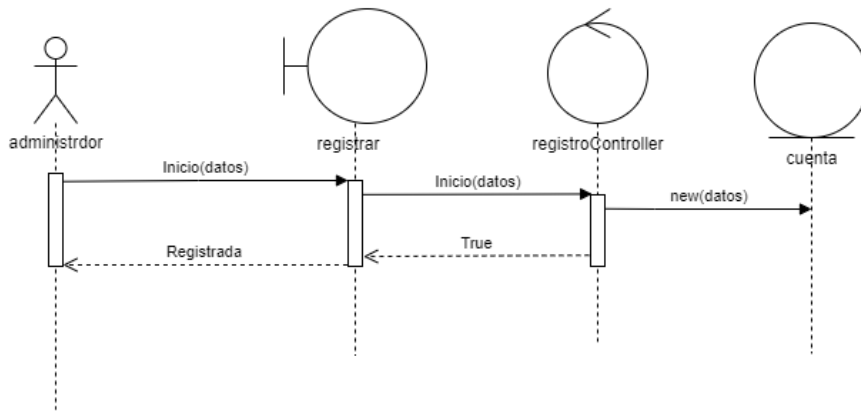 administrdor
registrar
registroController
cuenta
Inicio(datos)
Inicio(datos)
new(datos)
True
Registrada